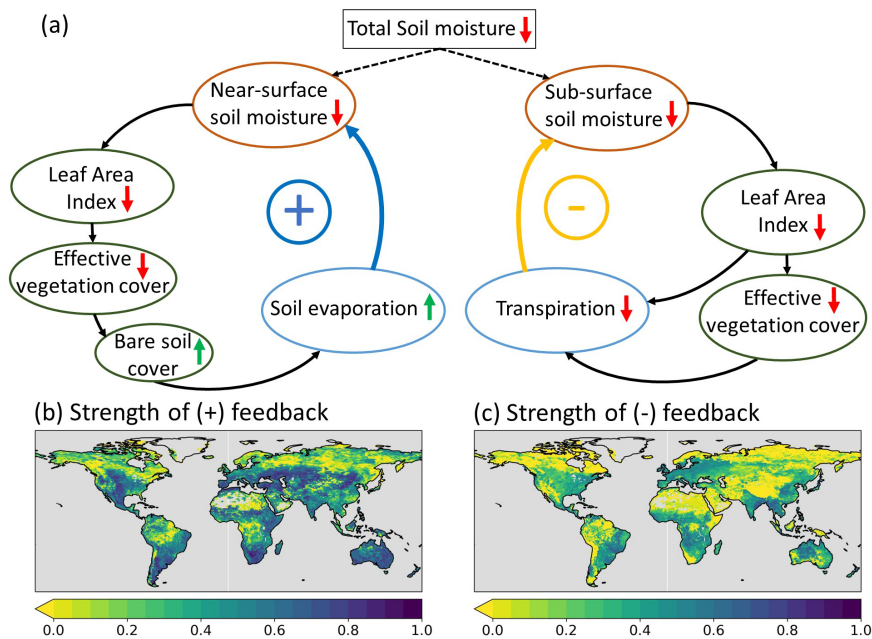 (a)
Total Soil moisture
Near-surface
soil moisture
Sub-surface
soil moisture
Leaf Area
Index
Effective
vegetation cover
Bare soil
cover
+
Soil evaporation
-
Transpiration
Leaf Area
Index
Effective
vegetation cover
(b) Strength of (+) feedback
0.0 0.2 0.4 0.6 0.8 1.0
(c) Strength of (-) feedback
0.0 0.2 0.4 0.6 0.8 1.0